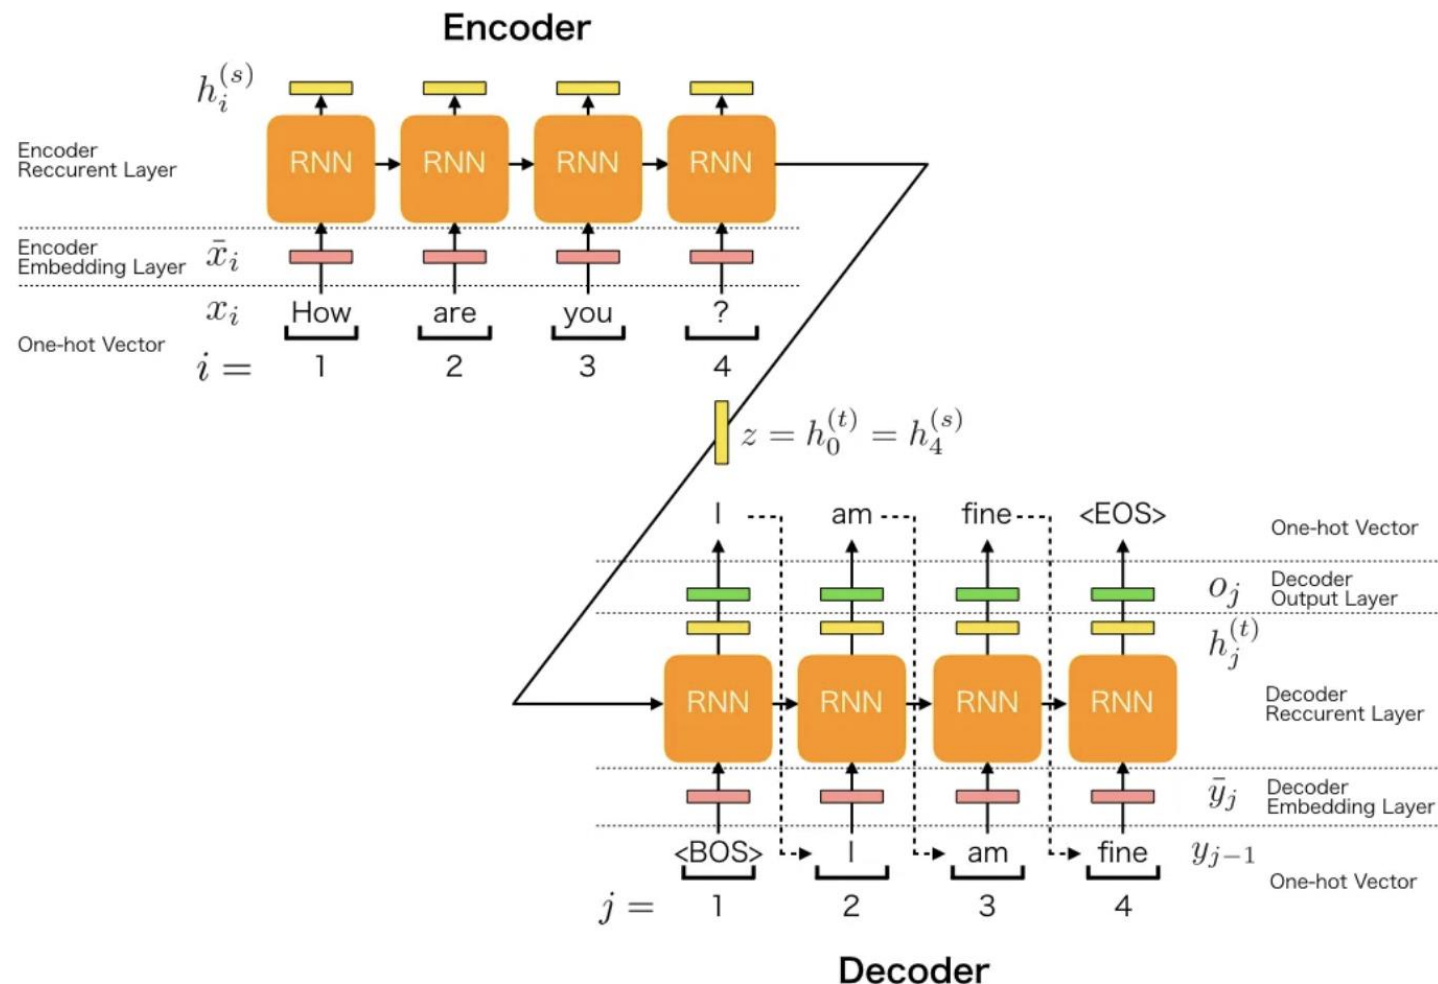 Encoder
h_i^{(s)}
Encoder
Reccurent Layer
RNN RNN RNN RNN
Encoder
Embedding Layer
x̄_i
x_i How are you ?
One-hot Vector
i = 1 2 3 4
z = h_0^{(t)} = h_4^{(s)}
I am fine <EOS>
One-hot Vector
o_j
Decoder
Output Layer
h_j^{(t)}
RNN RNN RNN RNN
Decoder
Reccurent Layer
ȳ_j
Decoder
Embedding Layer
<BOS> I am fine y_{j-1}
One-hot Vector
j = 1 2 3 4
Decoder